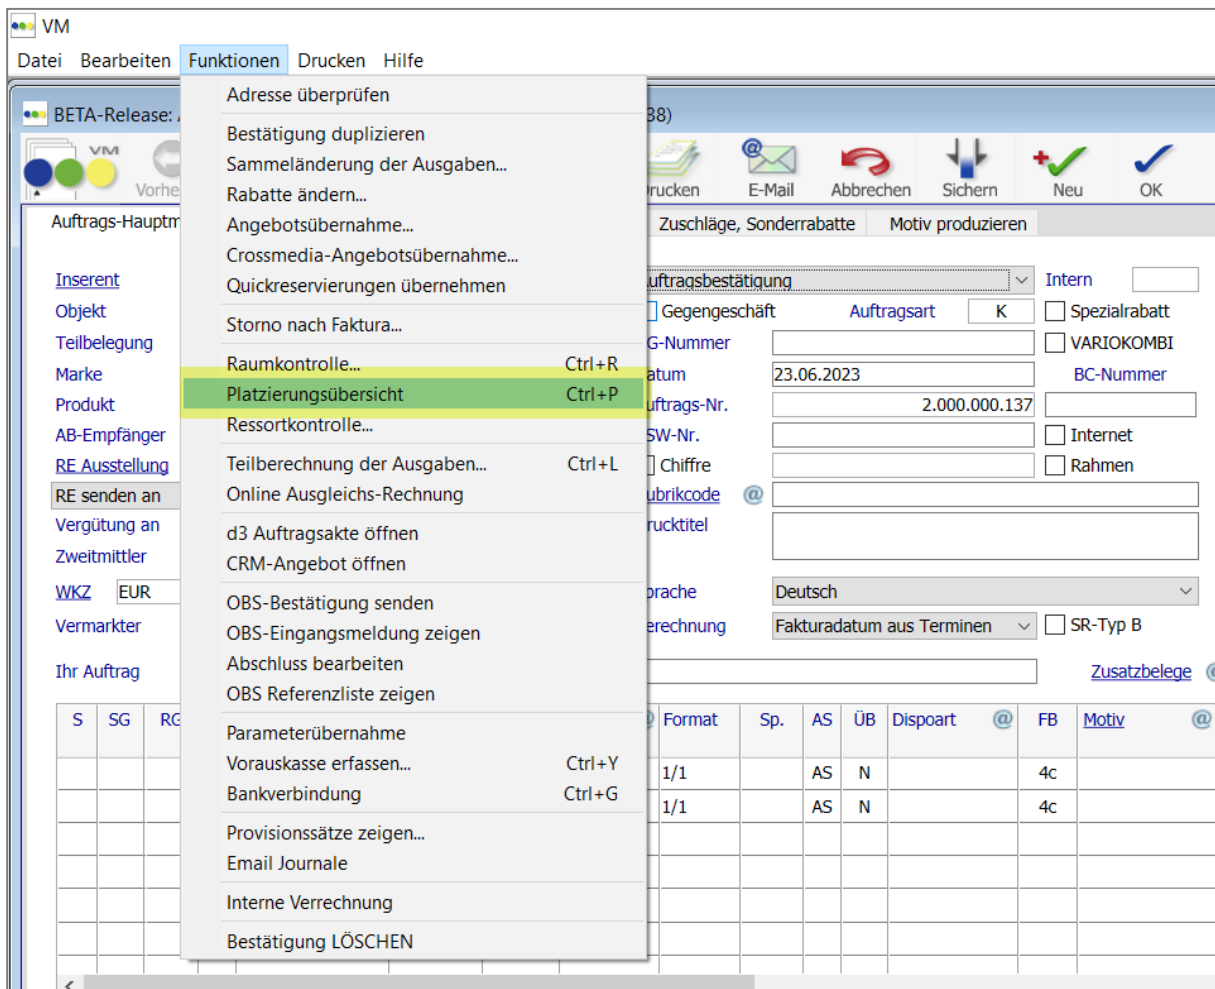 VM
Datei Bearbeiten Funktionen Drucken Hilfe
BETA-Release: 38)
VM
Vorhe rucken E-Mail Abbrechen Sichern Neu OK
Auftrags-Hauptm Zuschläge, Sonderrabatte Motiv produzieren
Adresse überprüfen
Bestätigung duplizieren
Sammeländerung der Ausgaben...
Rabatte ändern...
Angebotsübernahme...
Crossmedia-Angebotsübernahme...
Quickreservierungen übernehmen
Storno nach Faktura...
Raumkontrolle... Ctrl+R
Platzierungsübersicht Ctrl+P
Ressortkontrolle...
Teilberechnung der Ausgaben... Ctrl+L
Online Ausgleichs-Rechnung
d3 Auftragsakte öffnen
CRM-Angebot öffnen
OBS-Bestätigung senden
OBS-Eingangsmeldung zeigen
Abschluss bearbeiten
OBS Referenzliste zeigen
Parameterübernahme
Vorauskasse erfassen... Ctrl+Y
Bankverbindung Ctrl+G
Provisionssätze zeigen...
Email Journale
Interne Verrechnung
Bestätigung LÖSCHEN
Inserent
Objekt
Teilbelegung
Marke
Produkt
AB-Empfänger
RE Ausstellung
RE senden an
Vergütung an
Zweitmittler
WKZ EUR
Vermarkter
Ihr Auftrag
uftragsbestätigung Intern
Gegengeschäft Auftragsart K Spezialrabatt
G-Nummer VARIOKOMBI
atum 23.06.2023 BC-Nummer
uftrags-Nr. 2.000.000.137
SW-Nr. Internet
Chiffre Rahmen
ubrikcode @
rucktitel
prache Deutsch
erechnung Fakturadatum aus Terminen SR-Typ B
Zusatzbelege @
S SG RG @ Format Sp. AS ÜB Dispoart @ FB Motiv @
1/1 AS N 4c
1/1 AS N 4c